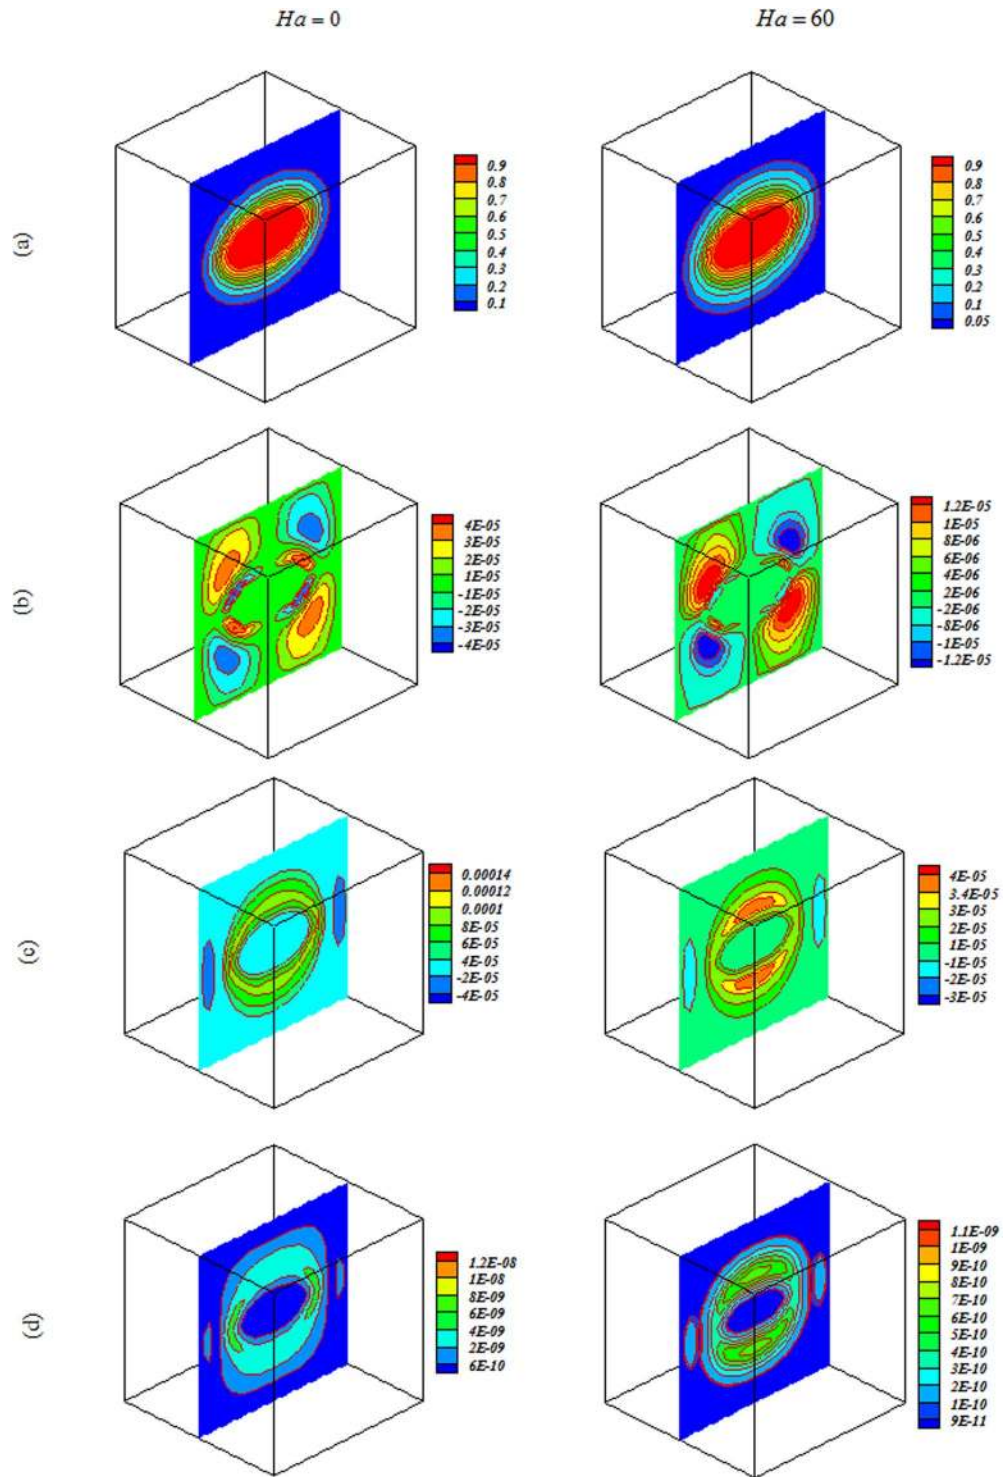 Ha = 0
Ha = 60
(a)
0.9
0.8
0.7
0.6
0.5
0.4
0.3
0.2
0.1
0.9
0.8
0.7
0.6
0.5
0.4
0.3
0.2
0.1
0.05
(b)
4E-05
3E-05
2E-05
1E-05
-1E-05
-2E-05
-3E-05
-4E-05
1.2E-05
1E-05
8E-06
6E-06
4E-06
2E-06
-2E-06
-8E-06
-1E-05
-1.2E-05
(c)
0.00014
0.00012
0.0001
8E-05
6E-05
4E-05
-2E-05
-4E-05
4E-05
3.4E-05
3E-05
2E-05
1E-05
-1E-05
-2E-05
-3E-05
(d)
1.2E-08
1E-08
8E-09
6E-09
4E-09
2E-09
6E-10
1.1E-09
1E-09
9E-10
8E-10
7E-10
6E-10
5E-10
4E-10
3E-10
2E-10
1E-10
9E-11